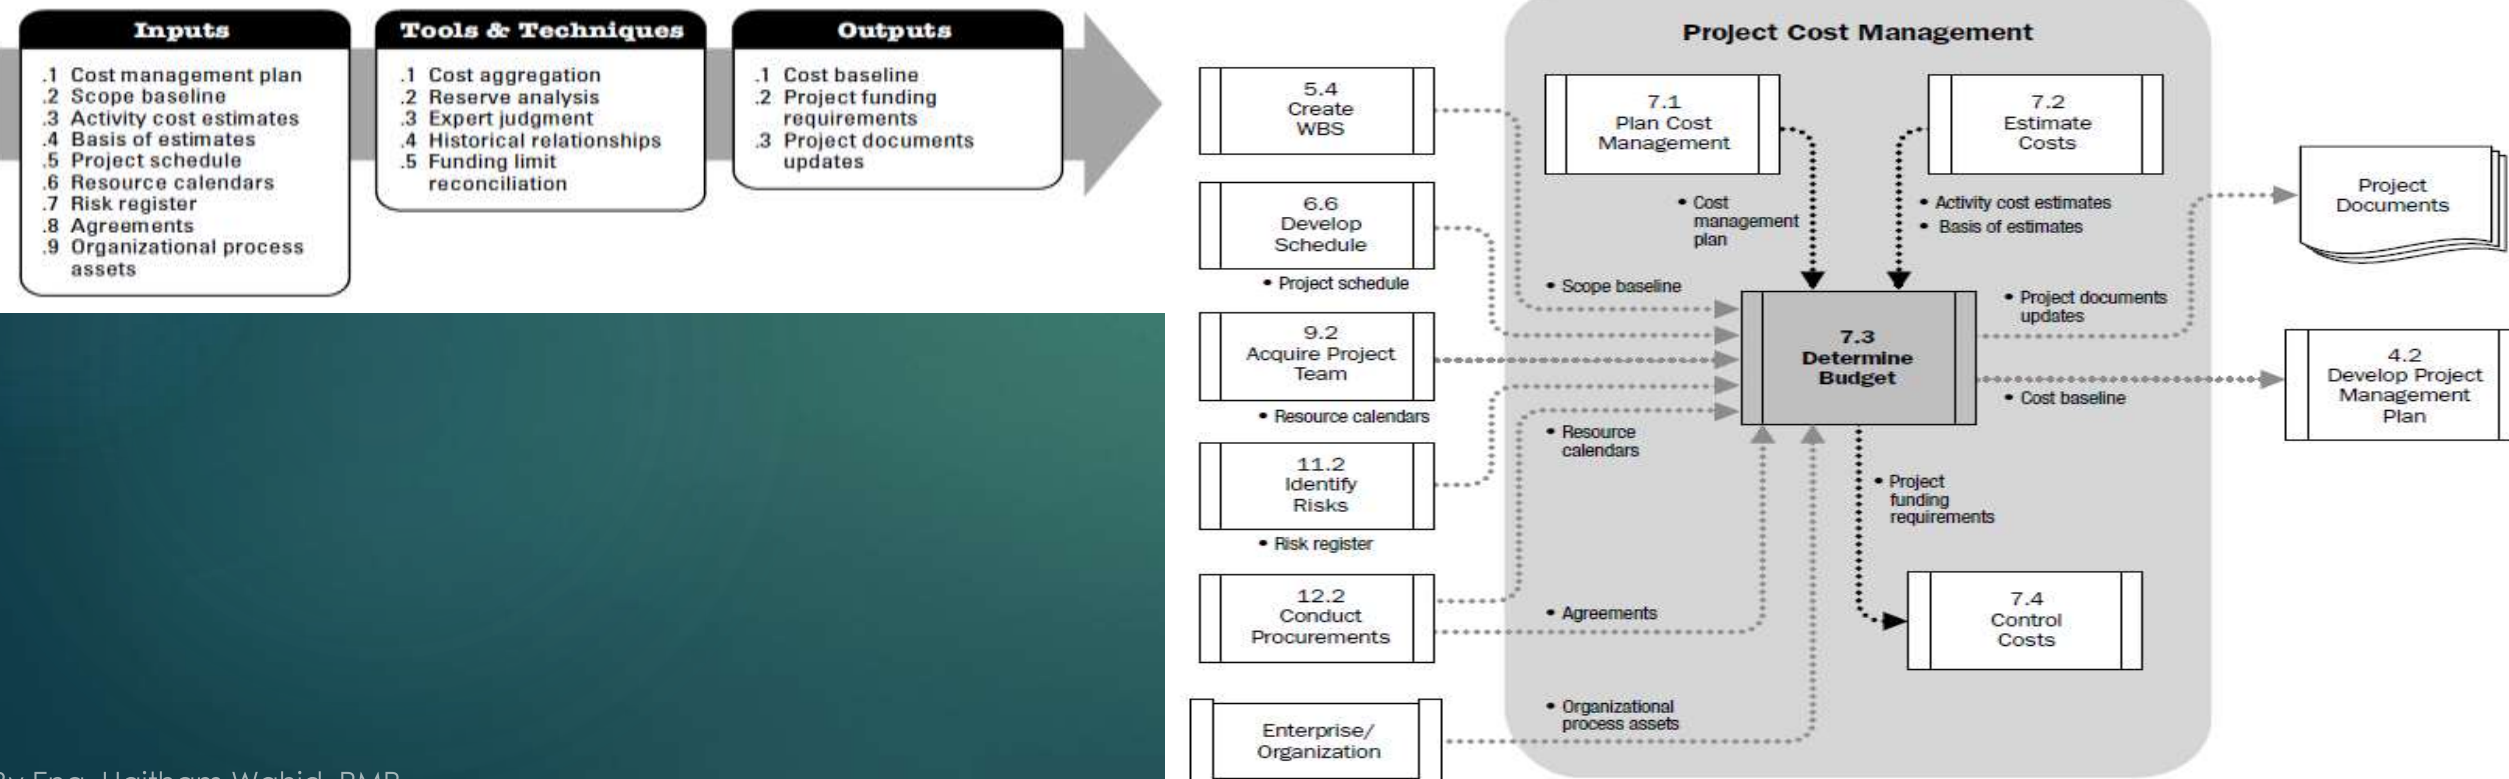 Inputs
.1 Cost management plan
.2 Scope baseline
.3 Activity cost estimates
.4 Basis of estimates
.5 Project schedule
.6 Resource calendars
.7 Risk register
.8 Agreements
.9 Organizational process
assets
Tools & Techniques
.1 Cost aggregation
.2 Reserve analysis
.3 Expert judgment
.4 Historical relationships
.5 Funding limit
reconciliation
Outputs
.1 Cost baseline
.2 Project funding
requirements
.3 Project documents
updates
Project Cost Management
5.4
Create
WBS
6.6
Develop
Schedule
• Project schedule
9.2
Acquire Project
Team
• Resource calendars
11.2
Identify
Risks
• Risk register
12.2
Conduct
Procurements
Enterprise/
Organization
7.1
Plan Cost
Management
7.2
Estimate
Costs
• Cost
management
plan
• Activity cost estimates
• Basis of estimates
• Scope baseline
7.3
Determine
Budget
• Resource
calendars
• Agreements
• Organizational
process assets
• Project documents
updates
• Cost baseline
• Project
funding
requirements
7.4
Control
Costs
Project
Documents
4.2
Develop Project
Management
Plan
By Eng. Haitham Wahid, PMP